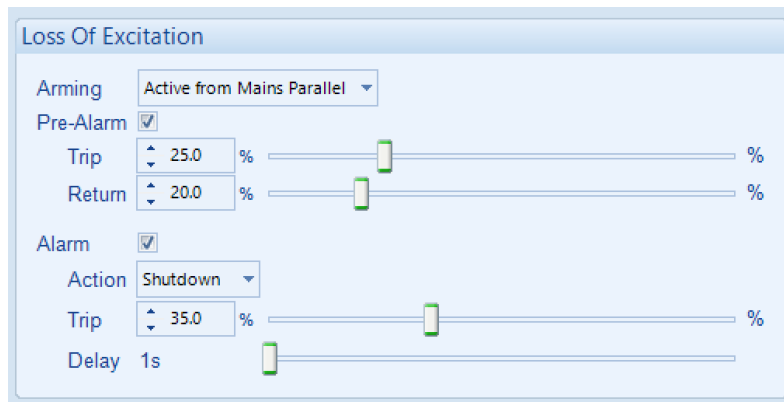 Loss Of Excitation
Arming Active from Mains Parallel
Pre-Alarm
Trip 25.0 % %
Return 20.0 % %
Alarm
Action Shutdown
Trip 35.0 % %
Delay 1s